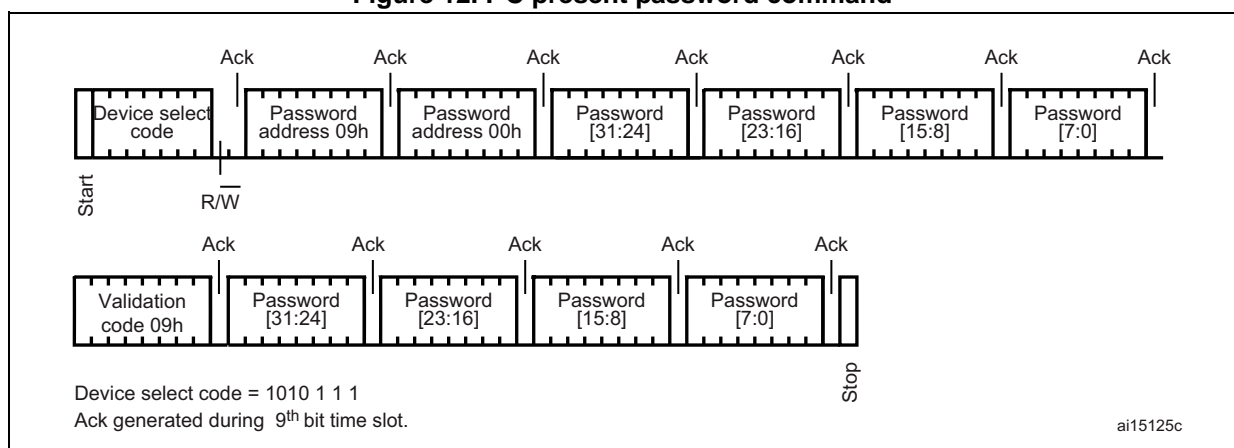 Ack Ack Ack Ack Ack Ack Ack
Device select code
Password address 09h
Password address 00h
Password [31:24]
Password [23:16]
Password [15:8]
Password [7:0]
Start
R/W
Ack Ack Ack Ack Ack
Validation code 09h
Password [31:24]
Password [23:16]
Password [15:8]
Password [7:0]
Stop
Device select code = 1010 1 1 1
Ack generated during 9th bit time slot.
ai15125c